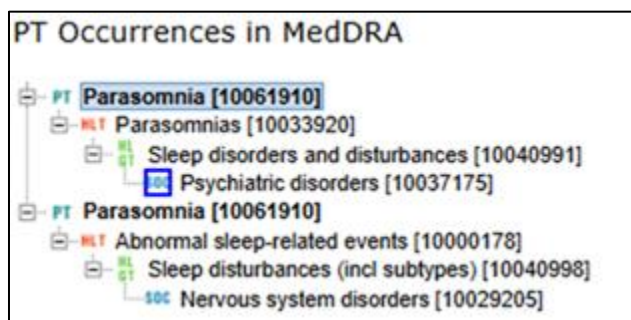 PT Occurrences in MedDRA
PT Parasomnia [10061910]
HLT Parasomnias [10033920]
HLGT Sleep disorders and disturbances [10040991]
SOC Psychiatric disorders [10037175]
PT Parasomnia [10061910]
HLT Abnormal sleep-related events [10000178]
HLGT Sleep disturbances (incl subtypes) [10040998]
SOC Nervous system disorders [10029205]